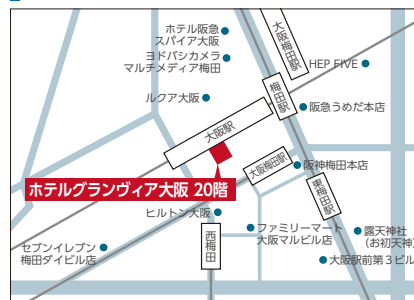 ホテル阪急
スパイア大阪
ヨドバシカメラ
マルチメディア梅田
大阪梅田駅
HEP FIVE
梅田駅
ルクア大阪
阪急うめだ本店
大阪駅
大阪梅田駅
阪神梅田本店
ホテルグランヴィア大阪 20階
東梅田駅
ヒルトン大阪
西梅田
ファミリーマート
大阪マルビル店
露天神社
(お初天神)
セブンイレブン
梅田ダイビル店
大阪駅前第3ビル